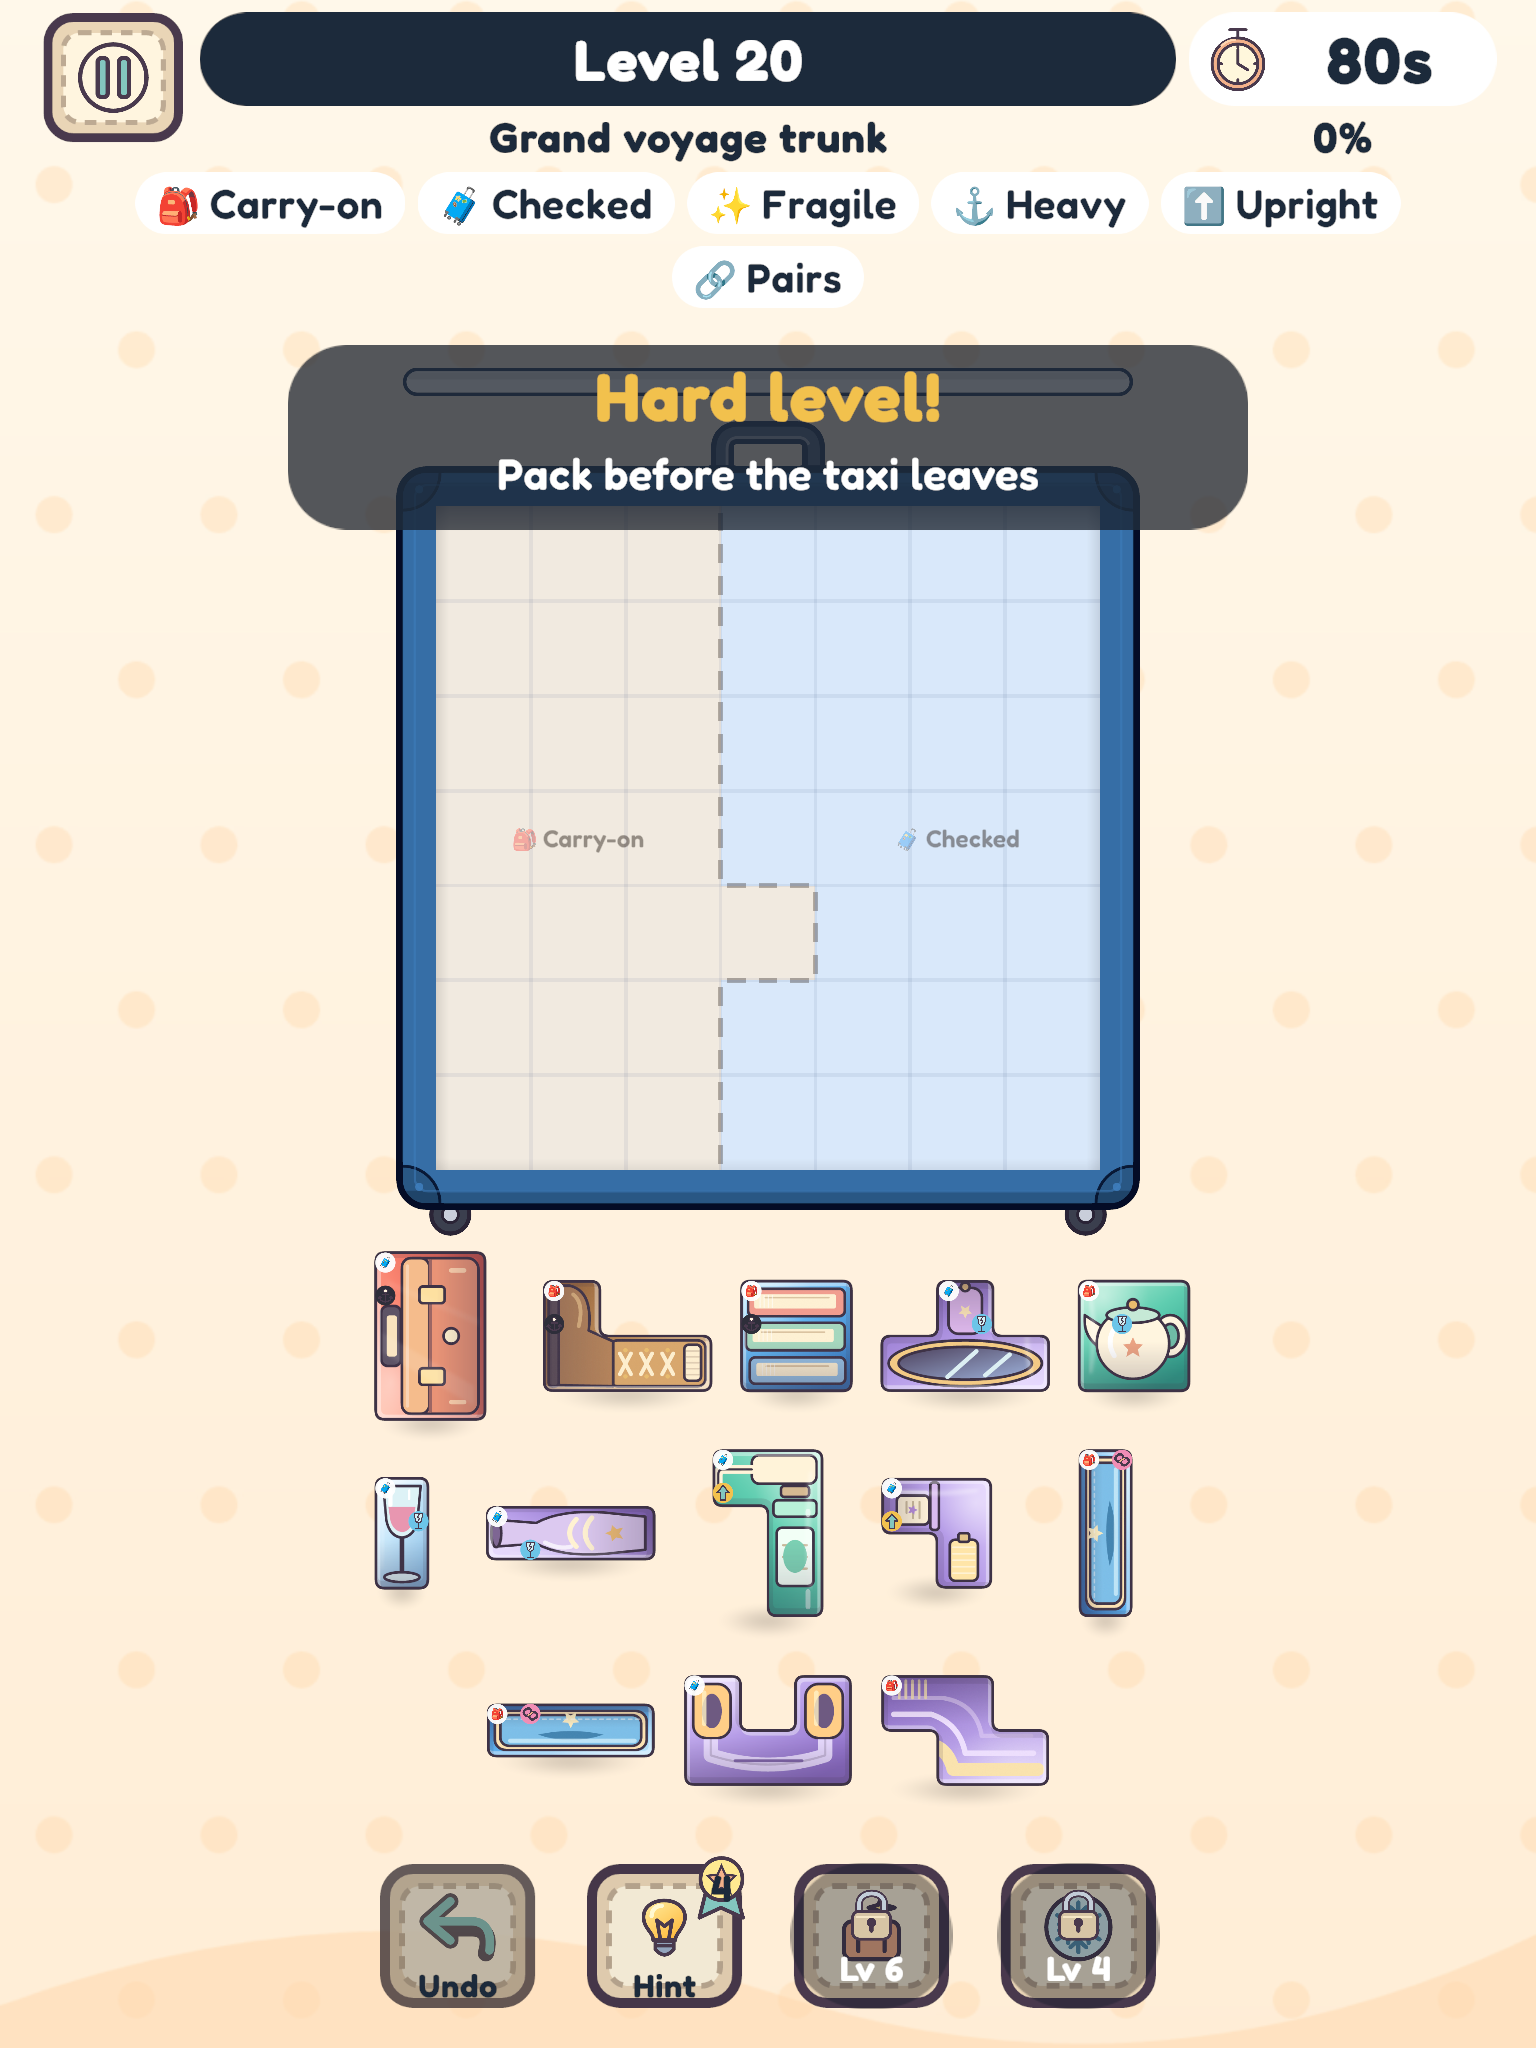 Level 20
80s
Grand voyage trunk
0%
Carry-on
Checked
Fragile
Heavy
Upright
Pairs
Hard level!
Pack before the taxi leaves
Carry-on
Checked
4
Undo
Hint
Lv 6
Lv 4